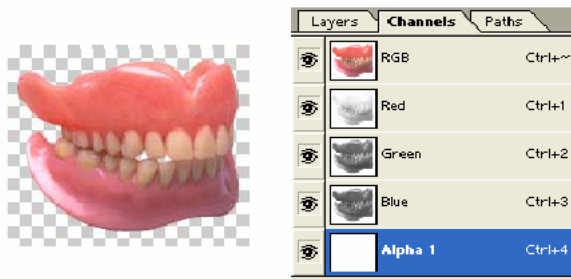 Layers Channels Paths
RGB Ctrl+~
Red Ctrl+1
Green Ctrl+2
Blue Ctrl+3
Alpha 1 Ctrl+4